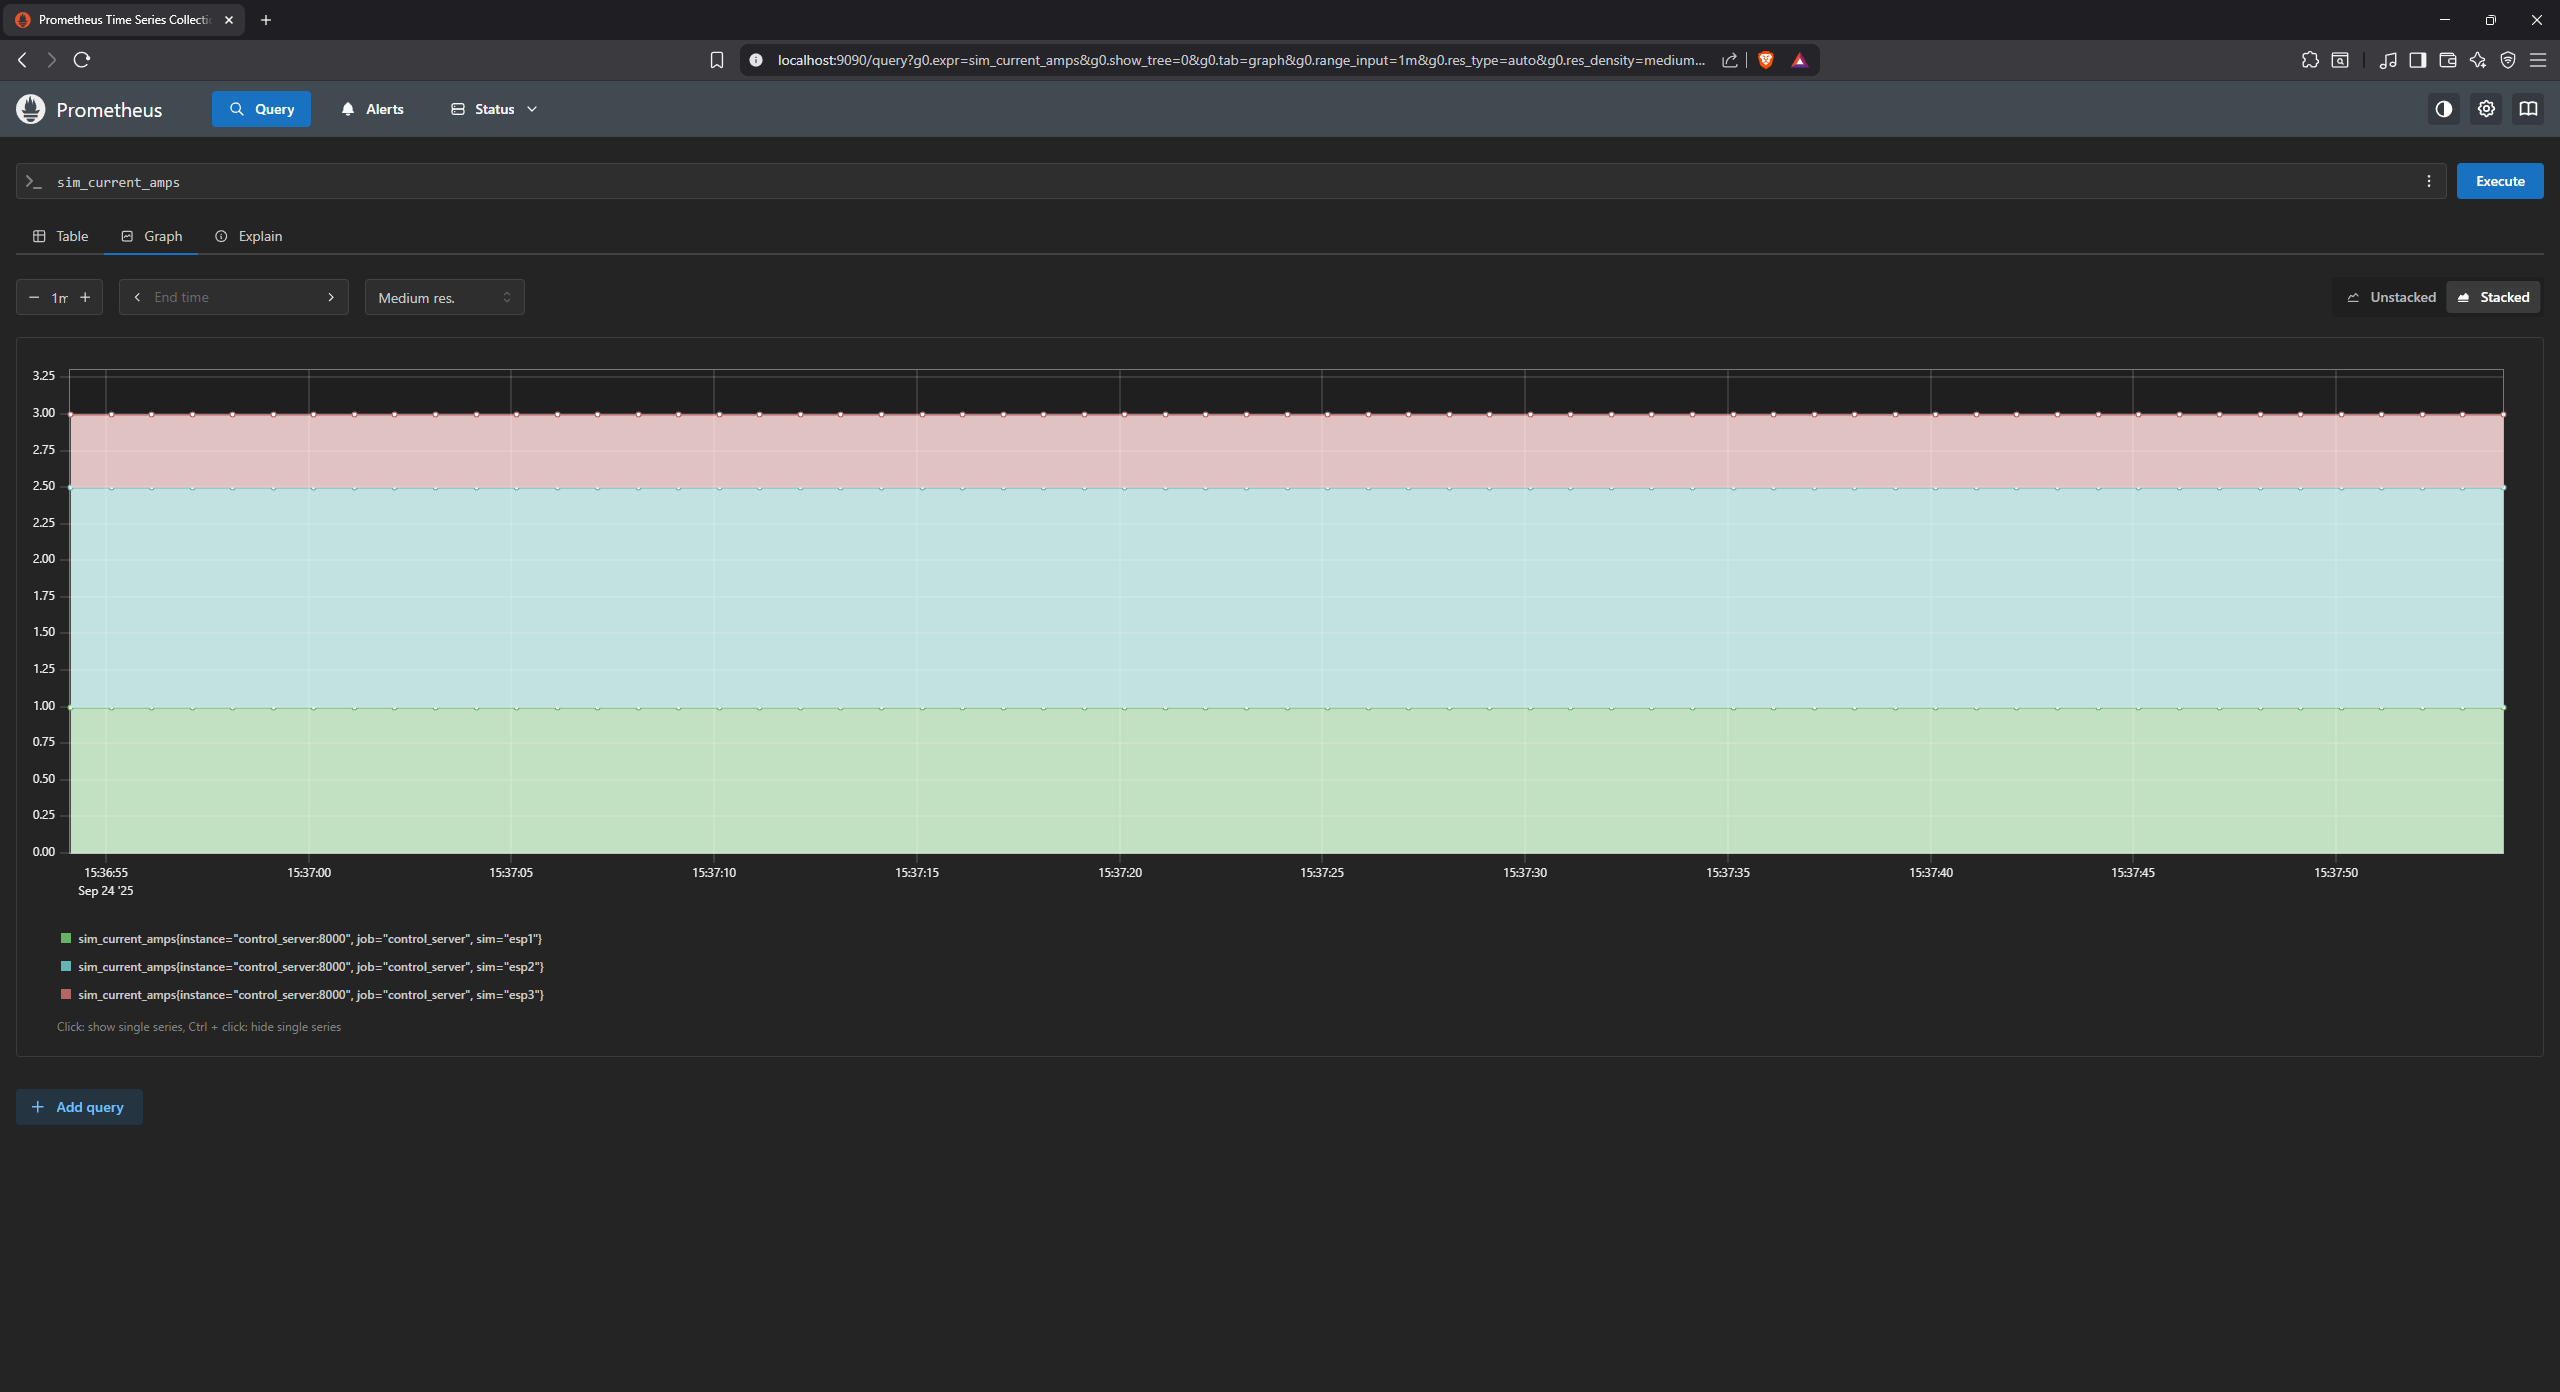 Prometheus Time Series Collecti
localhost:9090/query?g0.expr=sim_current_amps&g0.show_tree=0&g0.tab=graph&g0.range_input=1m&g0.res_type=auto&g0.res_density=medium...
Prometheus
Query
Alerts
Status
>_ sim_current_amps
Execute
Table
Graph
Explain
1m
End time
Medium res.
Unstacked
Stacked
3.25
3.00
2.75
2.50
2.25
2.00
1.75
1.50
1.25
1.00
0.75
0.50
0.25
0.00
15:36:55 15:37:00 15:37:05 15:37:10 15:37:15 15:37:20 15:37:25 15:37:30 15:37:35 15:37:40 15:37:45 15:37:50
Sep 24 '25
sim_current_amps{instance="control_server:8000", job="control_server", sim="esp1"}
sim_current_amps{instance="control_server:8000", job="control_server", sim="esp2"}
sim_current_amps{instance="control_server:8000", job="control_server", sim="esp3"}
Click: show single series, Ctrl + click: hide single series
Add query